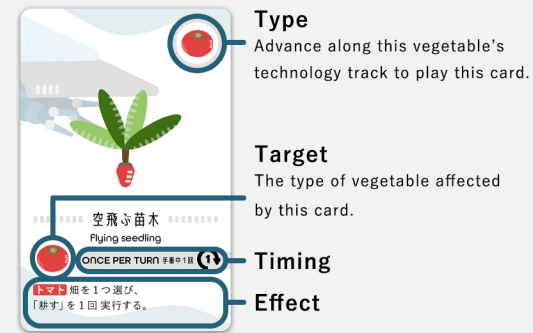 Type
Advance along this vegetable's
technology track to play this card.
Target
The type of vegetable affected
by this card.
空飛ぶ苗木
Flying seedling
ONCE PER TURN 手番中1回 1
Timing
トマト畑を1つ選び、
「耕す」を1回実行する。
Effect